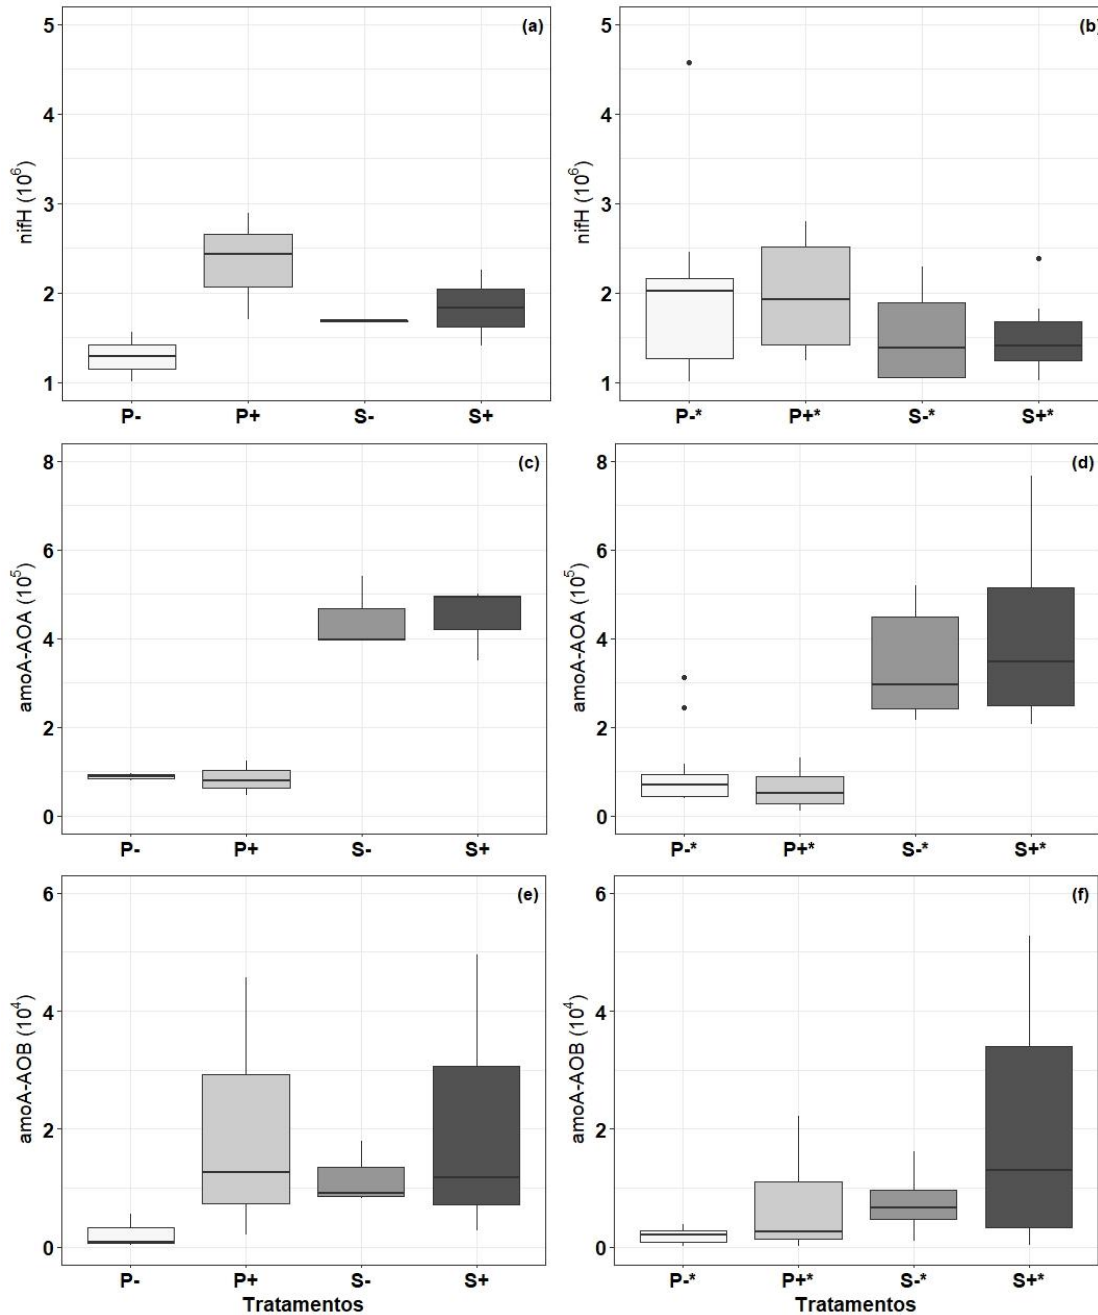 (a)
nifH (10⁶)
5
4
3
2
1
P- P+ S- S+
(b)
nifH (10⁶)
5
4
3
2
1
P-* P+* S-* S+*
(c)
amoA-AOA (10⁵)
8
6
4
2
0
P- P+ S- S+
(d)
amoA-AOA (10⁵)
8
6
4
2
0
P-* P+* S-* S+*
(e)
amoA-AOB (10⁴)
6
4
2
0
P- P+ S- S+
Tratamentos
(f)
amoA-AOB (10⁴)
6
4
2
0
P-* P+* S-* S+*
Tratamentos